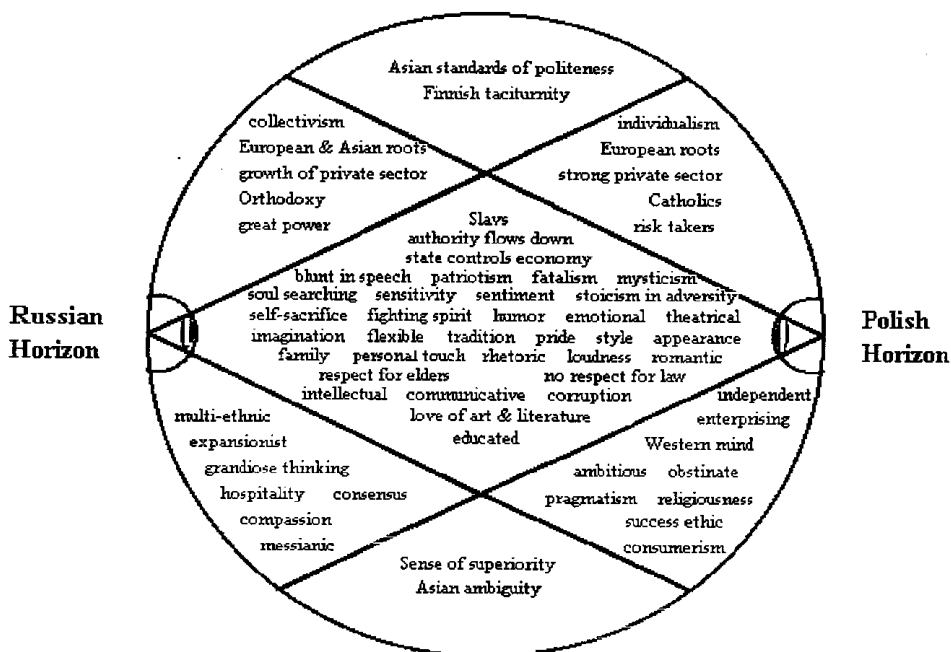 Asian standards of politeness
Finnish taciturnity
collectivism
European & Asian roots
growth of private sector
Orthodoxy
great power
individualism
European roots
strong private sector
Catholics
risk takers
Slavs
authority flows down
state controls economy
blunt in speech patriotism fatalism mysticism
soul searching sensitivity sentiment stoicism in adversity
self-sacrifice fighting spirit humor emotional theatrical
imagination flexible tradition pride style appearance
family personal touch rhetoric loudness romantic
respect for elders no respect for law
intellectual communicative corruption
love of art & literature
educated
Russian
Horizon
Polish
Horizon
multi-ethnic
expansionist
grandiose thinking
hospitality consensus
compassion
messianic
independent
enterprising
Western mind
ambitious obstinate
pragmatism religiousness
success ethic
consumerism
Sense of superiority
Asian ambiguity